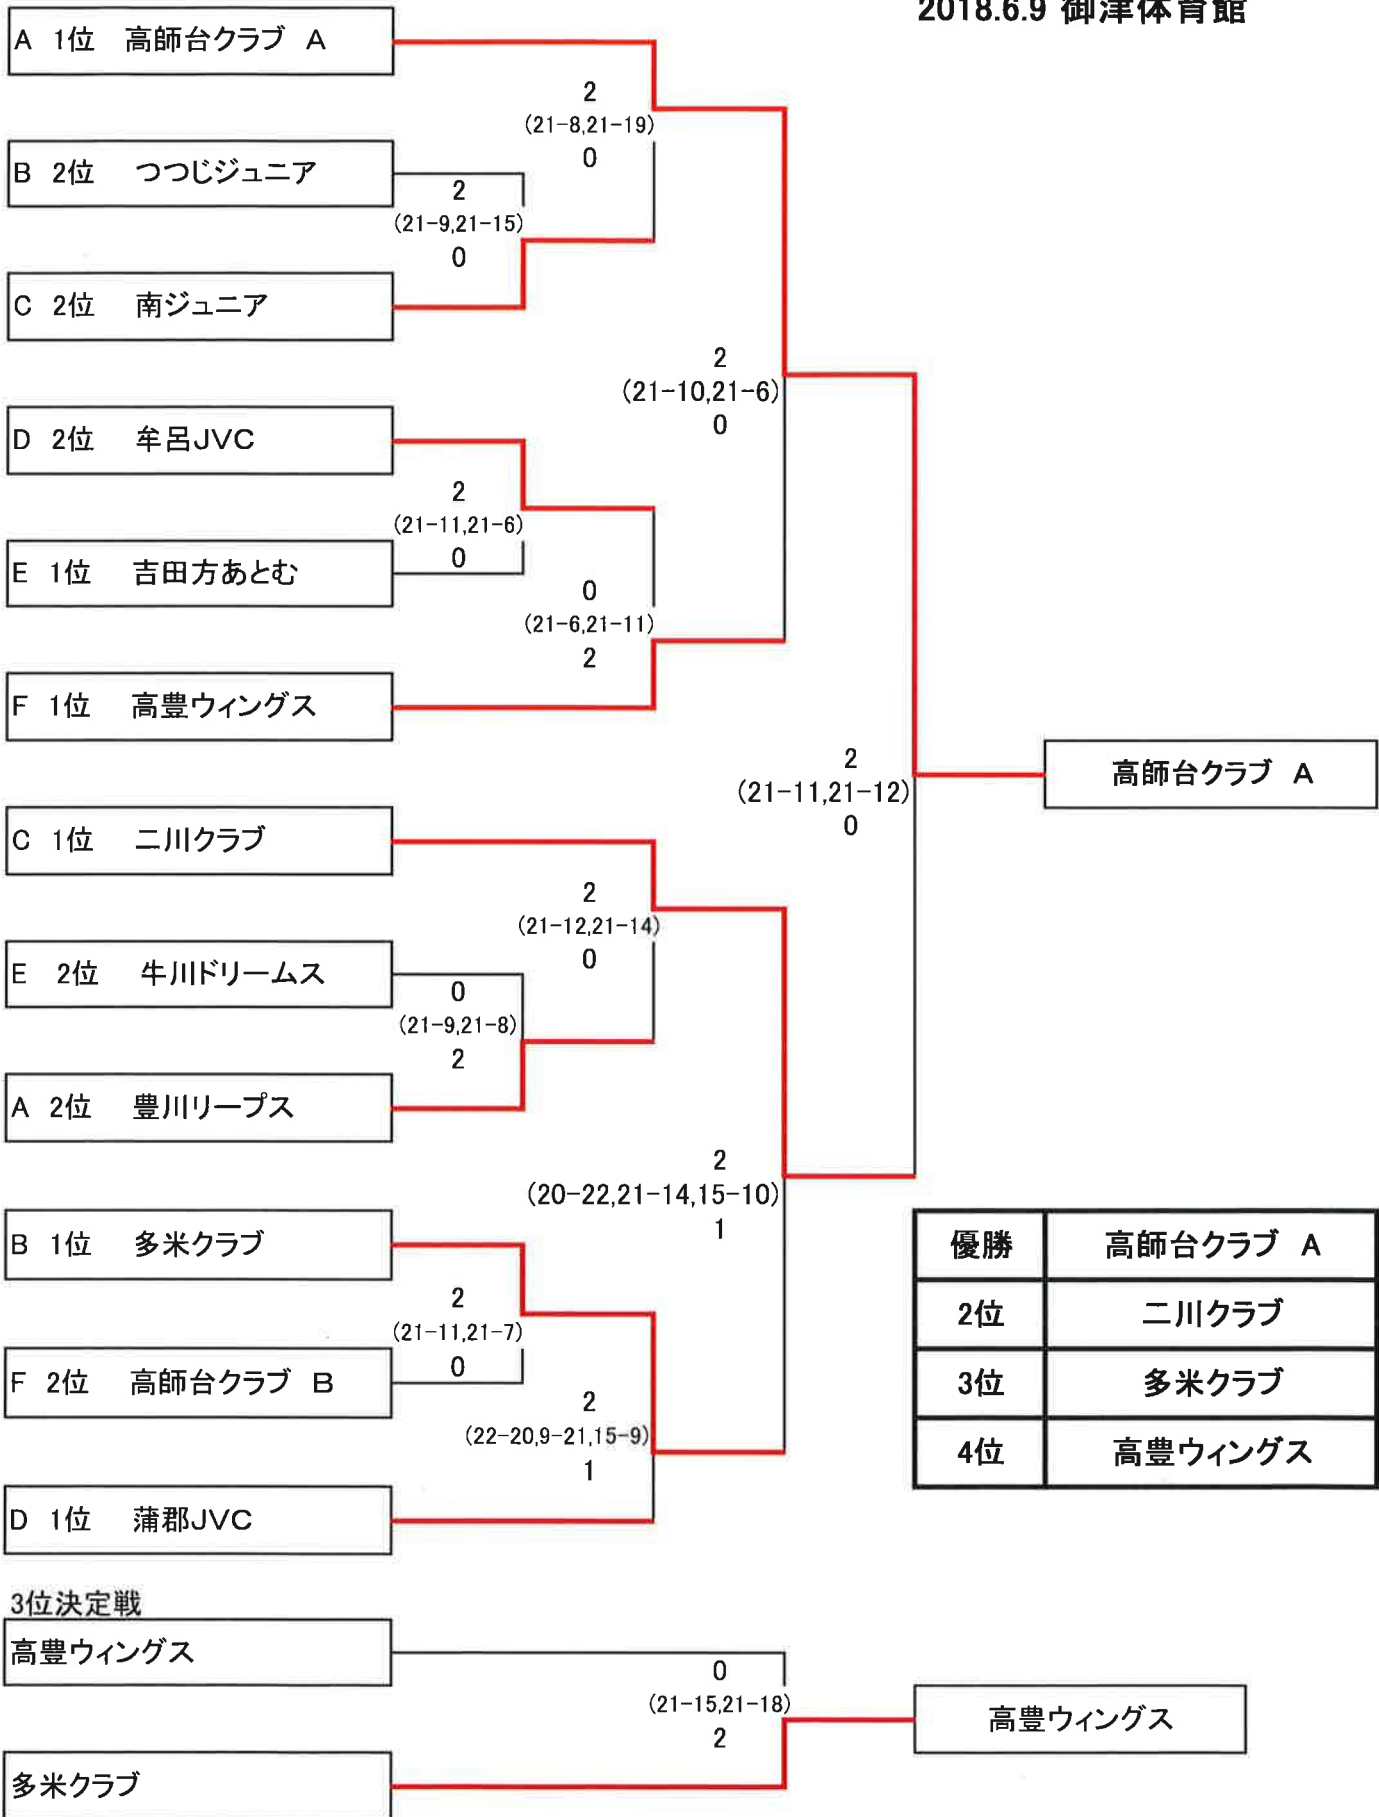 2018.6.9 御津体育館
A 1位 高師台クラブ A
2
(21-8,21-19)
0
B 2位 つつじジュニア
2
(21-9,21-15)
0
C 2位 南ジュニア
2
(21-10,21-6)
0
D 2位 牟呂JVC
2
(21-11,21-6)
0
E 1位 吉田方あとむ
0
(21-6,21-11)
2
F 1位 高豊ウィングス
2
(21-11,21-12)
0
高師台クラブ A
C 1位 二川クラブ
2
(21-12,21-14)
0
E 2位 牛川ドリームス
0
(21-9,21-8)
2
A 2位 豊川リープス
2
(20-22,21-14,15-10)
1
B 1位 多米クラブ
2
(21-11,21-7)
0
F 2位 高師台クラブ B
2
(22-20,9-21,15-9)
1
D 1位 蒲郡JVC
優勝 高師台クラブ A
2位 二川クラブ
3位 多米クラブ
4位 高豊ウィングス
3位決定戦
高豊ウィングス
0
(21-15,21-18)
2
高豊ウィングス
多米クラブ